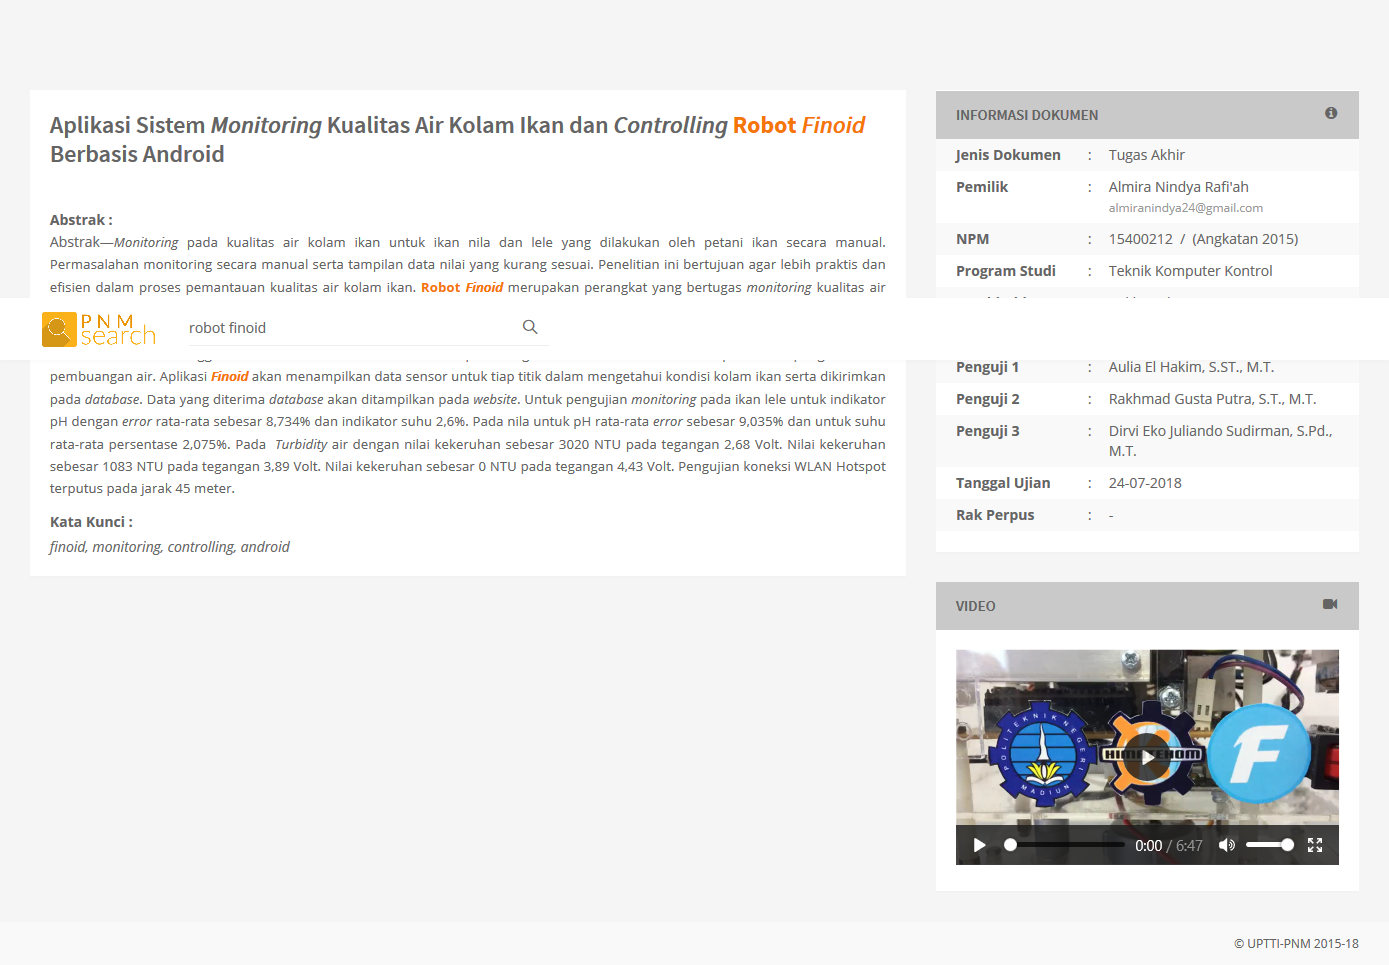 Aplikasi Sistem Monitoring Kualitas Air Kolam Ikan dan Controlling Robot Finoid
Berbasis Android
Abstrak :
Abstrak—Monitoring pada kualitas air kolam ikan untuk ikan nila dan lele yang dilakukan oleh petani ikan secara manual.
Permasalahan monitoring secara manual serta tampilan data nilai yang kurang sesuai. Penelitian ini bertujuan agar lebih praktis dan
efisien dalam proses pemantauan kualitas air kolam ikan. Robot Finoid merupakan perangkat yang bertugas monitoring kualitas air
PNM
search
robot finoid
pembuangan air. Aplikasi Finoid akan menampilkan data sensor untuk tiap titik dalam mengetahui kondisi kolam ikan serta dikirimkan
pada database. Data yang diterima database akan ditampilkan pada website. Untuk pengujian monitoring pada ikan lele untuk indikator
pH dengan error rata-rata sebesar 8,734% dan indikator suhu 2,6%. Pada nila untuk pH rata-rata error sebesar 9,035% dan untuk suhu
rata-rata persentase 2,075%. Pada Turbidity air dengan nilai kekeruhan sebesar 3020 NTU pada tegangan 2,68 Volt. Nilai kekeruhan
sebesar 1083 NTU pada tegangan 3,89 Volt. Nilai kekeruhan sebesar 0 NTU pada tegangan 4,43 Volt. Pengujian koneksi WLAN Hotspot
terputus pada jarak 45 meter.
Kata Kunci :
finoid, monitoring, controlling, android
INFORMASI DOKUMEN
Jenis Dokumen : Tugas Akhir
Pemilik : Almira Nindya Rafi'ah
almiranindya24@gmail.com
NPM : 15400212 / (Angkatan 2015)
Program Studi : Teknik Komputer Kontrol
Penguji 1 : Aulia El Hakim, S.ST., M.T.
Penguji 2 : Rakhmad Gusta Putra, S.T., M.T.
Penguji 3 : Dirvi Eko Juliando Sudirman, S.Pd.,
M.T.
Tanggal Ujian : 24-07-2018
Rak Perpus : -
VIDEO
POLITEKNIK NEGERI
MADIUN
HIMATEKOM
F
0:00 / 6:47
© UPTTI-PNM 2015-18